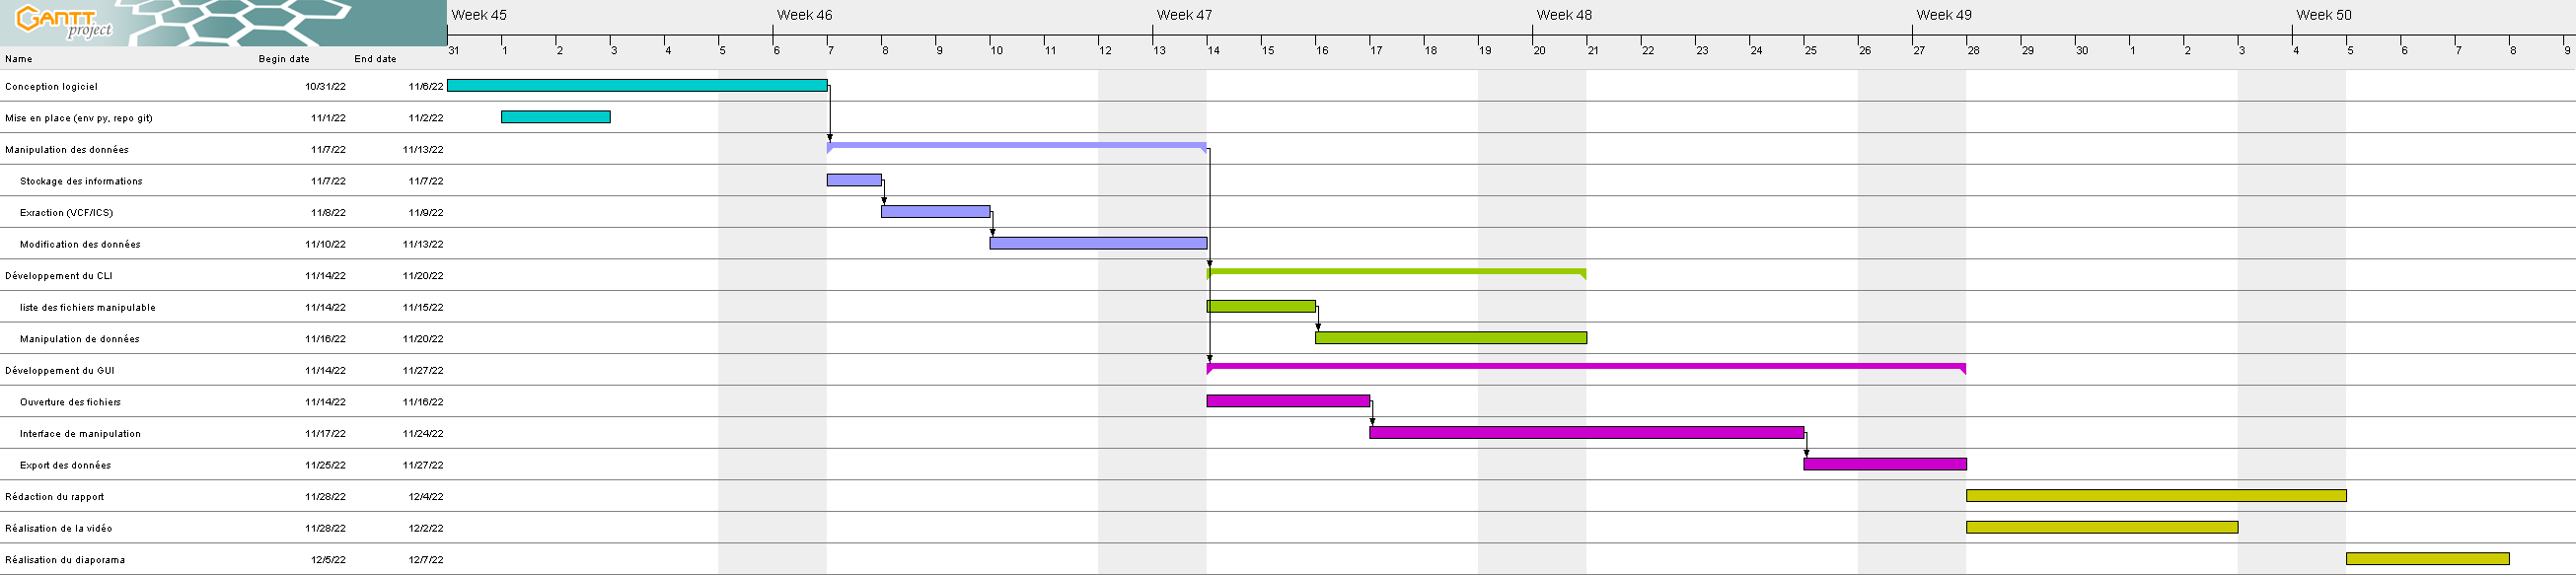 GANTT project
Week 45 Week 46 Week 47 Week 48 Week 49 Week 50
31 1 2 3 4 5 6 7 8 9 10 11 12 13 14 15 16 17 18 19 20 21 22 23 24 25 26 27 28 29 30 1 2 3 4 5 6 7 8 9
Name Begin date End date
Conception logiciel 10/31/22 11/6/22
Mise en place (env py, repo git) 11/1/22 11/2/22
Manipulation des données 11/7/22 11/13/22
Stockage des informations 11/7/22 11/7/22
Exraction (VCF/ICS) 11/8/22 11/9/22
Modification des données 11/10/22 11/13/22
Développement du CLI 11/14/22 11/20/22
liste des fichiers manipulable 11/14/22 11/15/22
Manipulation de données 11/16/22 11/20/22
Développement du GUI 11/14/22 11/27/22
Ouverture des fichiers 11/14/22 11/16/22
Interface de manipulation 11/17/22 11/24/22
Export des données 11/25/22 11/27/22
Rédaction du rapport 11/28/22 12/4/22
Réalisation de la vidéo 11/28/22 12/2/22
Réalisation du diaporama 12/5/22 12/7/22